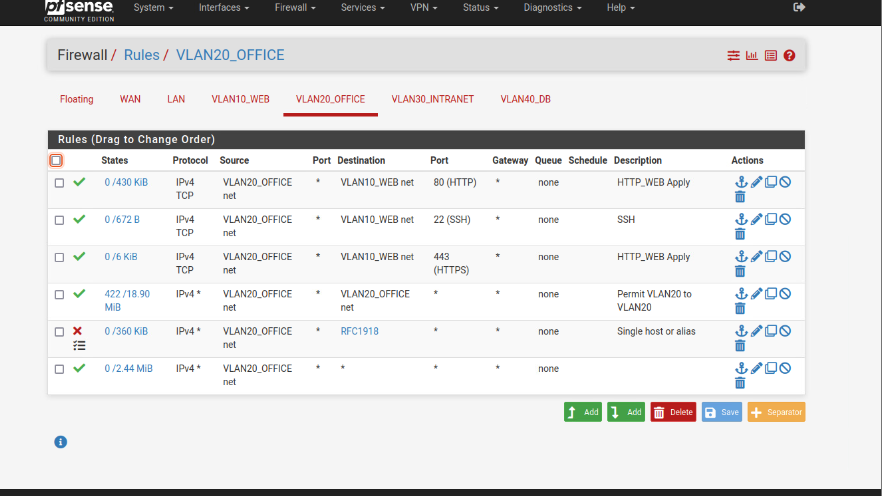 pfsense
COMMUNITY EDITION
System Interfaces Firewall Services VPN Status Diagnostics Help
Firewall / Rules / VLAN20_OFFICE
Floating WAN LAN VLAN10_WEB VLAN20_OFFICE VLAN30_INTRANET VLAN40_DB
Rules (Drag to Change Order)
States Protocol Source Port Destination Port Gateway Queue Schedule Description Actions
0 /430 KiB IPv4 VLAN20_OFFICE * VLAN10_WEB net 80 (HTTP) * none HTTP_WEB Apply
TCP net
0 /672 B IPv4 VLAN20_OFFICE * VLAN10_WEB net 22 (SSH) * none SSH
TCP net
0 /6 KiB IPv4 VLAN20_OFFICE * VLAN10_WEB net 443 * none HTTP_WEB Apply
TCP net (HTTPS)
422 /18.90 IPv4 * VLAN20_OFFICE * VLAN20_OFFICE * * none Permit VLAN20 to
MiB net net VLAN20
0 /360 KiB IPv4 * VLAN20_OFFICE * RFC1918 * * none Single host or alias
net
0 /2.44 MiB IPv4 * VLAN20_OFFICE * * * * none
net
Add Add Delete Save Separator